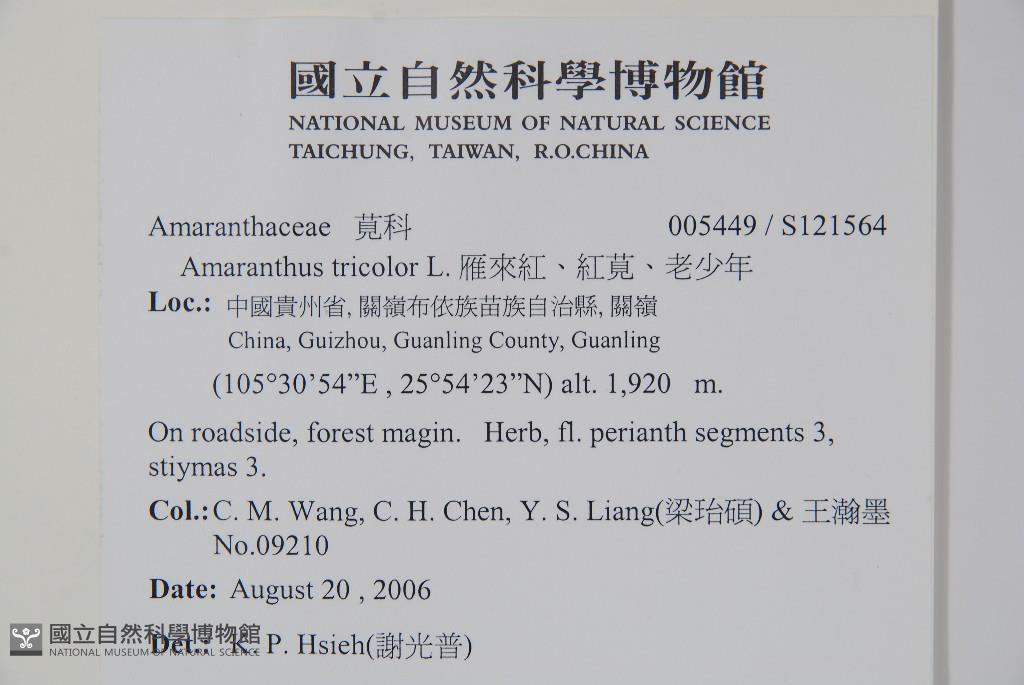 國立自然科學博物館
NATIONAL MUSEUM OF NATURAL SCIENCE
TAICHUNG, TAIWAN, R.O.CHINA
Amaranthaceae 莧科 005449 / S121564
Amaranthus tricolor L. 雁來紅、紅莧、老少年
Loc.: 中國貴州省, 關嶺布依族苗族自治縣, 關嶺
China, Guizhou, Guanling County, Guanling
(105°30’54”E , 25°54’23”N) alt. 1,920 m.
On roadside, forest magin. Herb, fl. perianth segments 3,
stiymas 3.
Col.: C. M. Wang, C. H. Chen, Y. S. Liang(梁珆碩) & 王瀚墨
No.09210
Date: August 20 , 2006
Det.: K. P. Hsieh(謝光普)
國立自然科學博物館
NATIONAL MUSEUM OF NATURAL SCIENCE